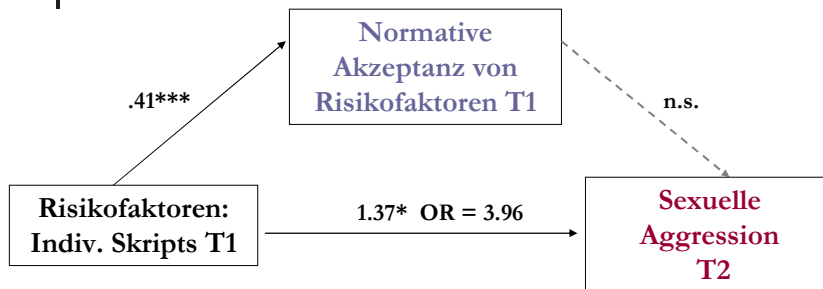 Normative
Akzeptanz von
Risikofaktoren T1
.41***
n.s.
Risikofaktoren:
Indiv. Skripts T1
1.37* OR = 3.96
Sexuelle
Aggression
T2